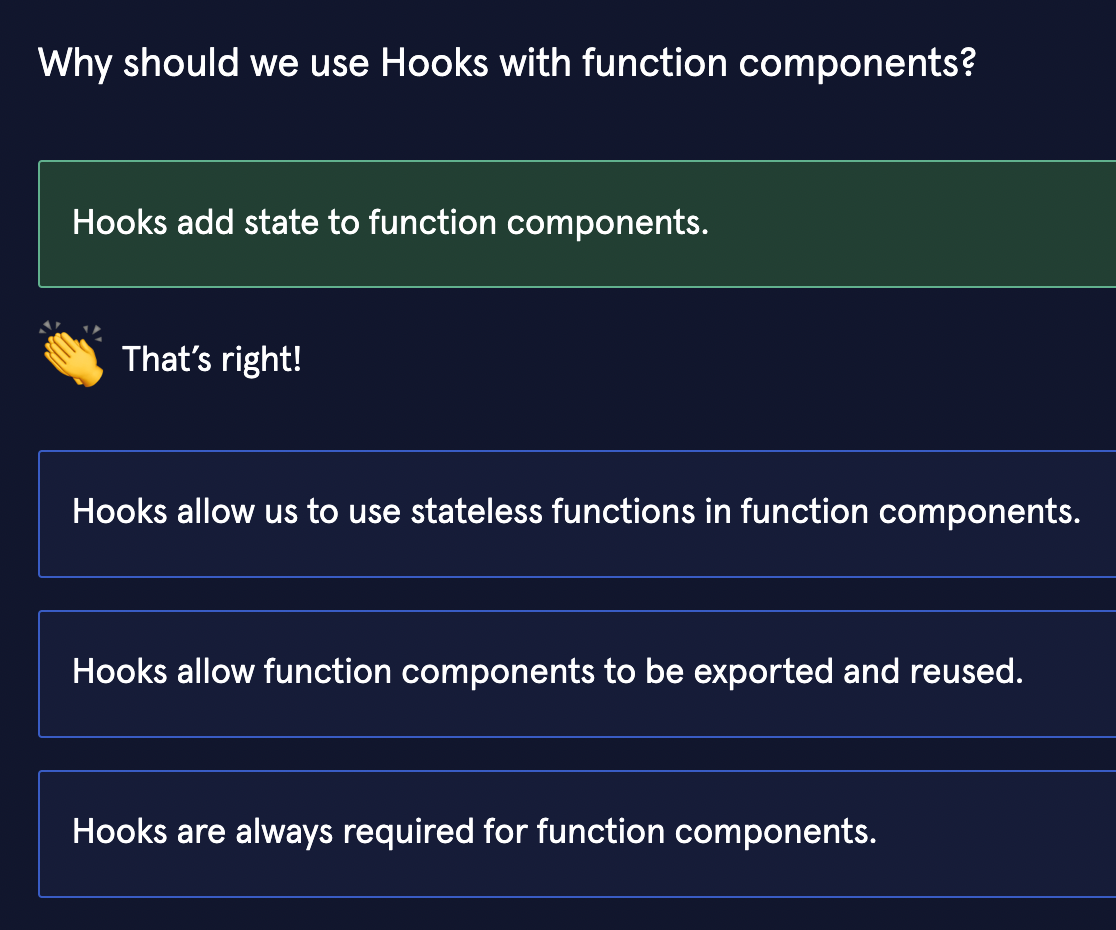 Why should we use Hooks with function components?
Hooks add state to function components.
👏 That’s right!
Hooks allow us to use stateless functions in function components.
Hooks allow function components to be exported and reused.
Hooks are always required for function components.